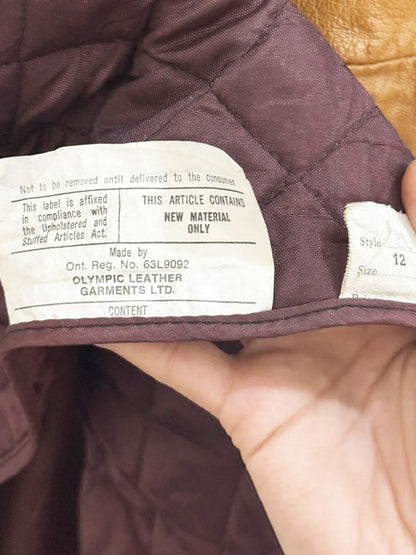 Not to be removed until delivered to the consumer
This label is affixed
in compliance with
the Upholstered and
Stuffed Articles Act.
THIS ARTICLE CONTAINS
NEW MATERIAL
ONLY
Made by
Ont. Reg. No. 63L9092
OLYMPIC LEATHER
GARMENTS LTD.
CONTENT
Style
Size 12